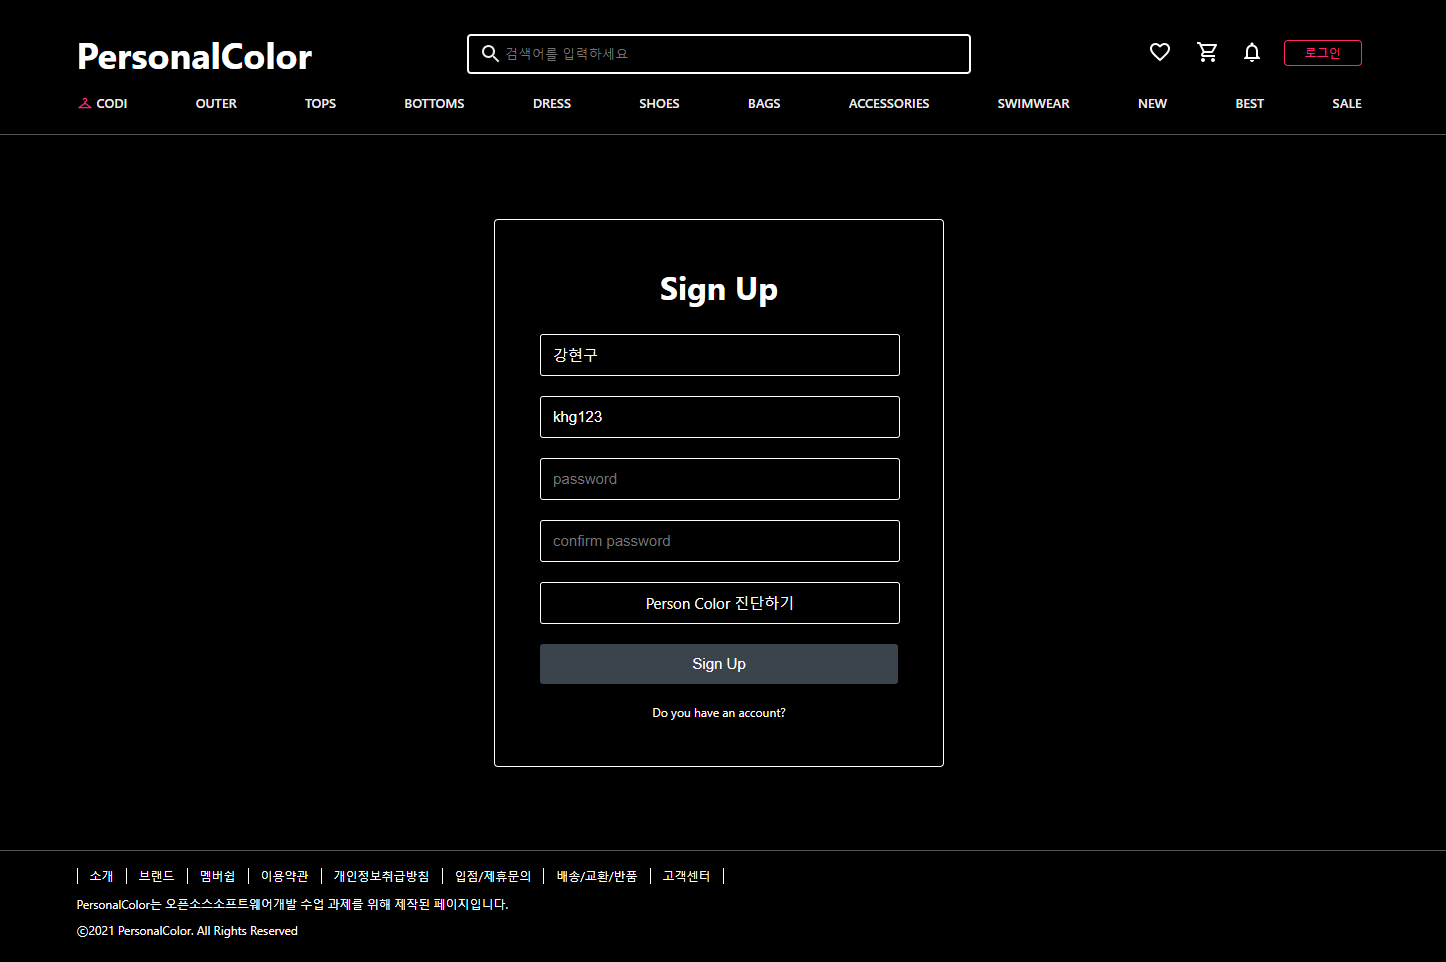 PersonalColor
검색어를 입력하세요
로그인
CODI OUTER TOPS BOTTOMS DRESS SHOES BAGS ACCESSORIES SWIMWEAR NEW BEST SALE
Sign Up
강현구
khg123
password
confirm password
Person Color 진단하기
Sign Up
Do you have an account?
소개 브랜드 멤버쉽 이용약관 개인정보취급방침 입점/제휴문의 배송/교환/반품 고객센터
PersonalColor는 오픈소스소프트웨어개발 수업 과제를 위해 제작된 페이지입니다.
©2021 PersonalColor. All Rights Reserved